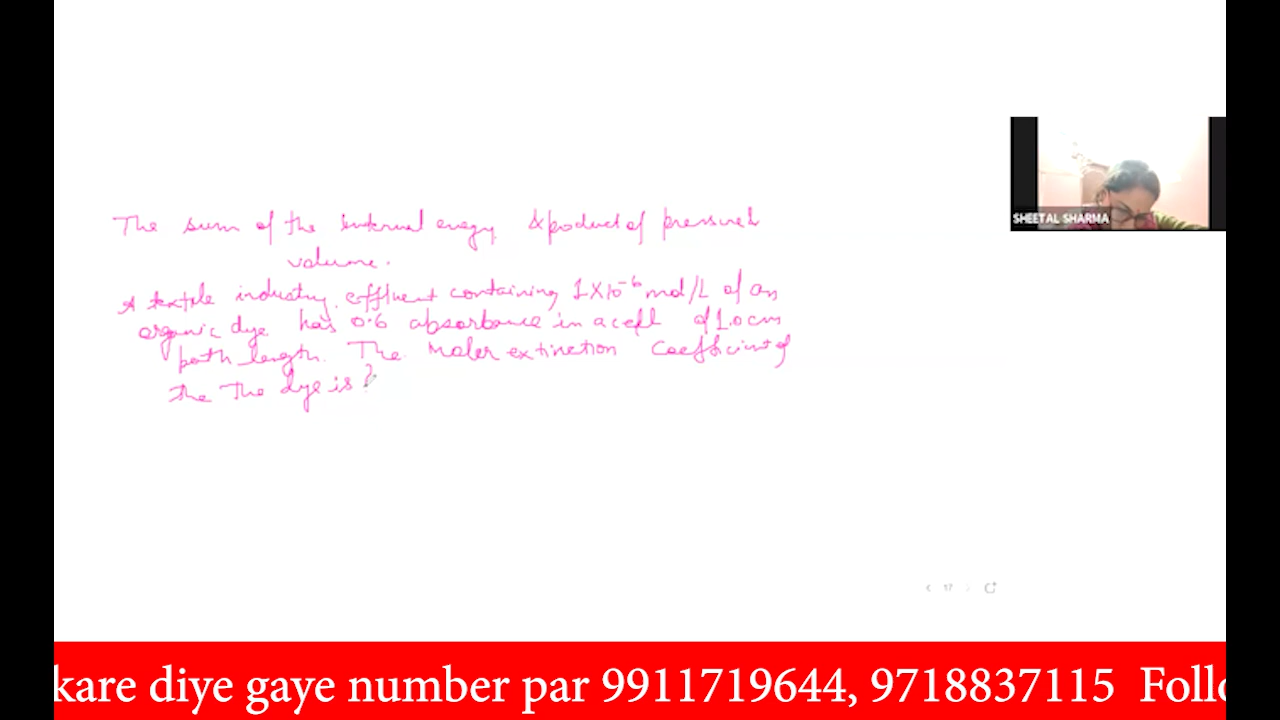 The sum of the internal enegy & product of pressure &
volume.
A textile industry effluent containing 1X10⁻⁶ mol/L of an
organic dye has 0.6 absorbance in a cell of 1.0 cm
path length. The Molar extinction coefficient of
the The dye is ?
SHEETAL SHARMA
17
kare diye gaye number par 9911719644, 9718837115 Follo